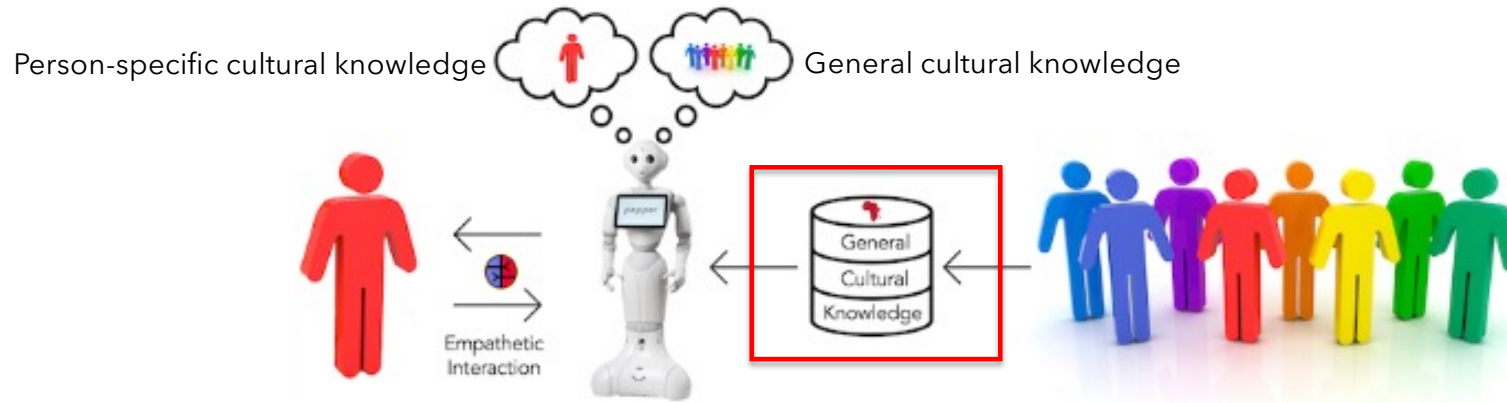 Person-specific cultural knowledge
General cultural knowledge
pepper
General
Cultural
Knowledge
Empathetic
Interaction